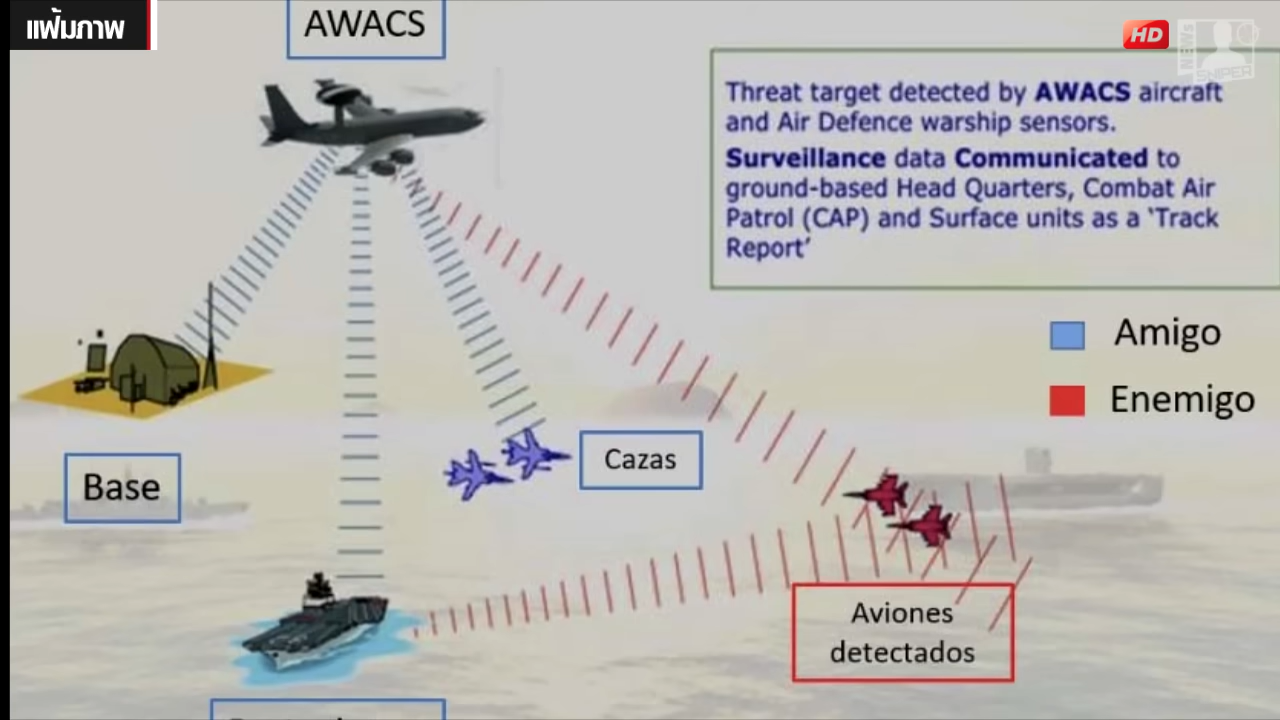 แฟ้มภาพ
AWACS
HD
NEWS
SNIPER
Threat target detected by AWACS aircraft
and Air Defence warship sensors.
Surveillance data Communicated to
ground-based Head Quarters, Combat Air
Patrol (CAP) and Surface units as a ‘Track
Report’
Amigo
Enemigo
Cazas
Base
Aviones
detectados